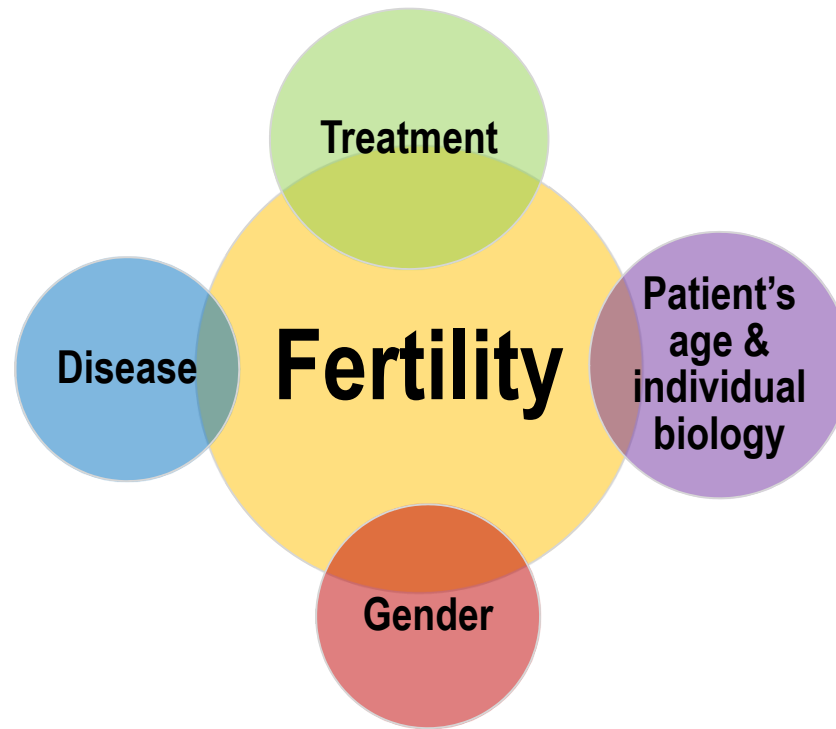 Treatment
Disease
Fertility
Patient’s
age &
individual
biology
Gender